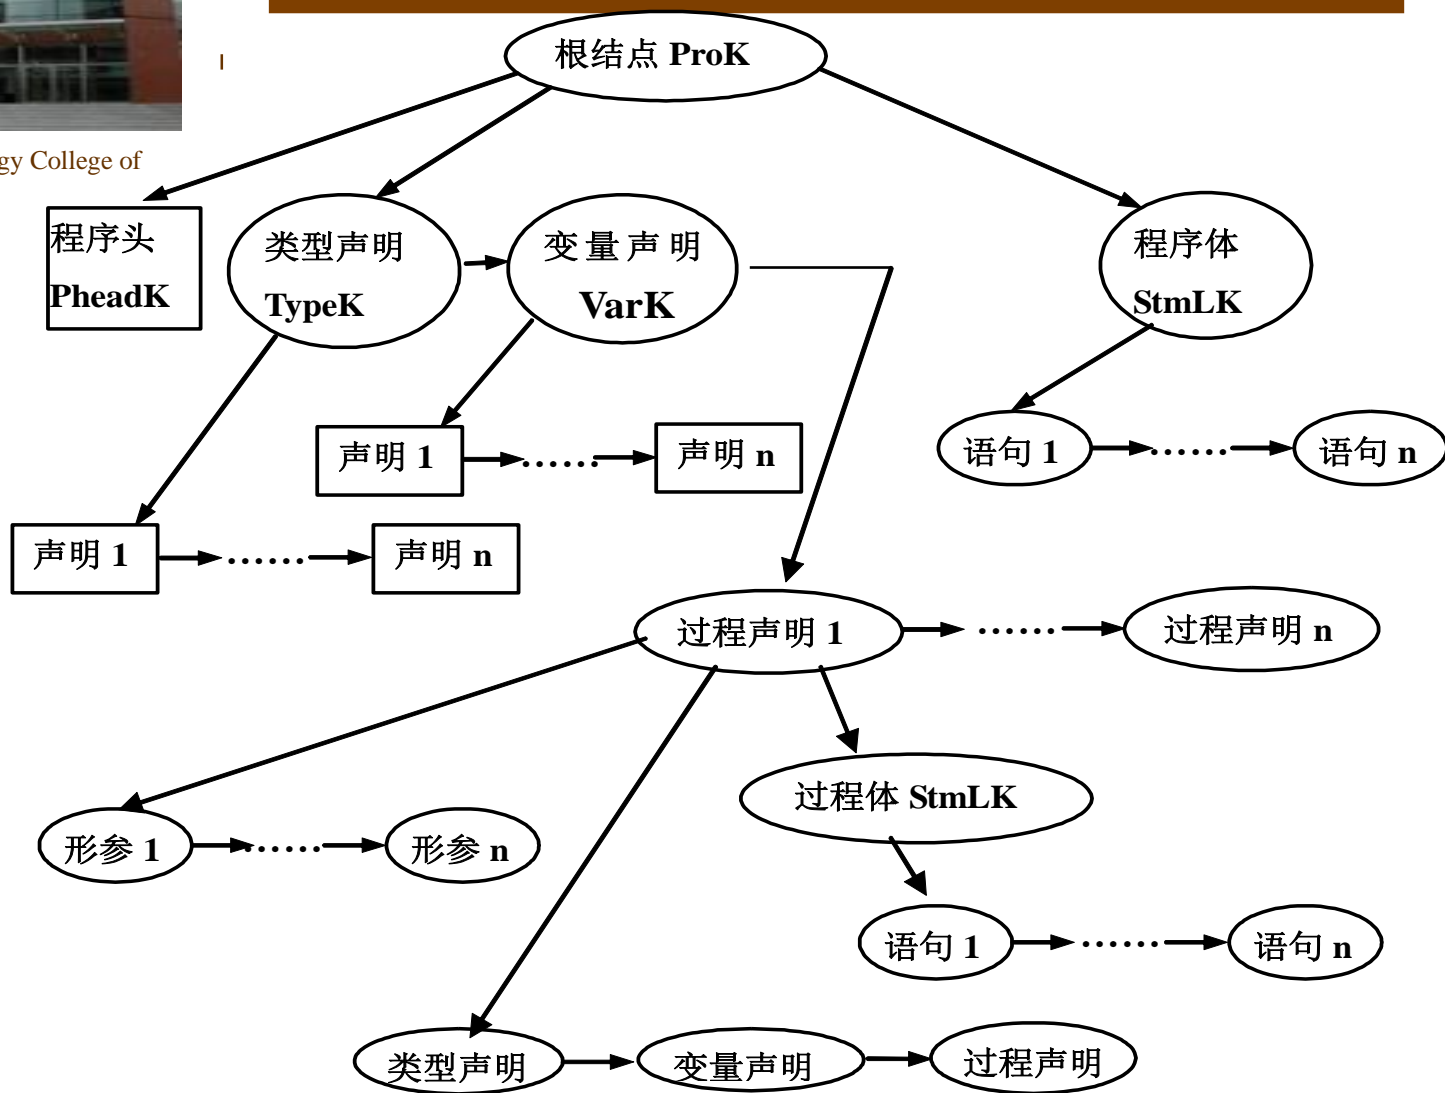 根结点 ProK
gy College of
程序头
PheadK
类型声明
TypeK
变量声明
VarK
程序体
StmLK
声明 1
......
声明 n
语句 1
......
语句 n
声明 1
......
声明 n
过程声明 1
......
过程声明 n
过程体 StmLK
形参 1
......
形参 n
语句 1
......
语句 n
类型声明
变量声明
过程声明